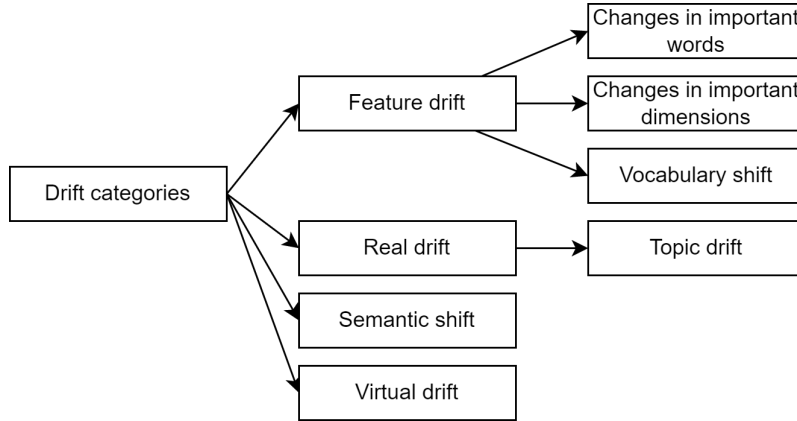 Drift categories
Feature drift
Changes in important
words
Changes in important
dimensions
Vocabulary shift
Real drift
Topic drift
Semantic shift
Virtual drift